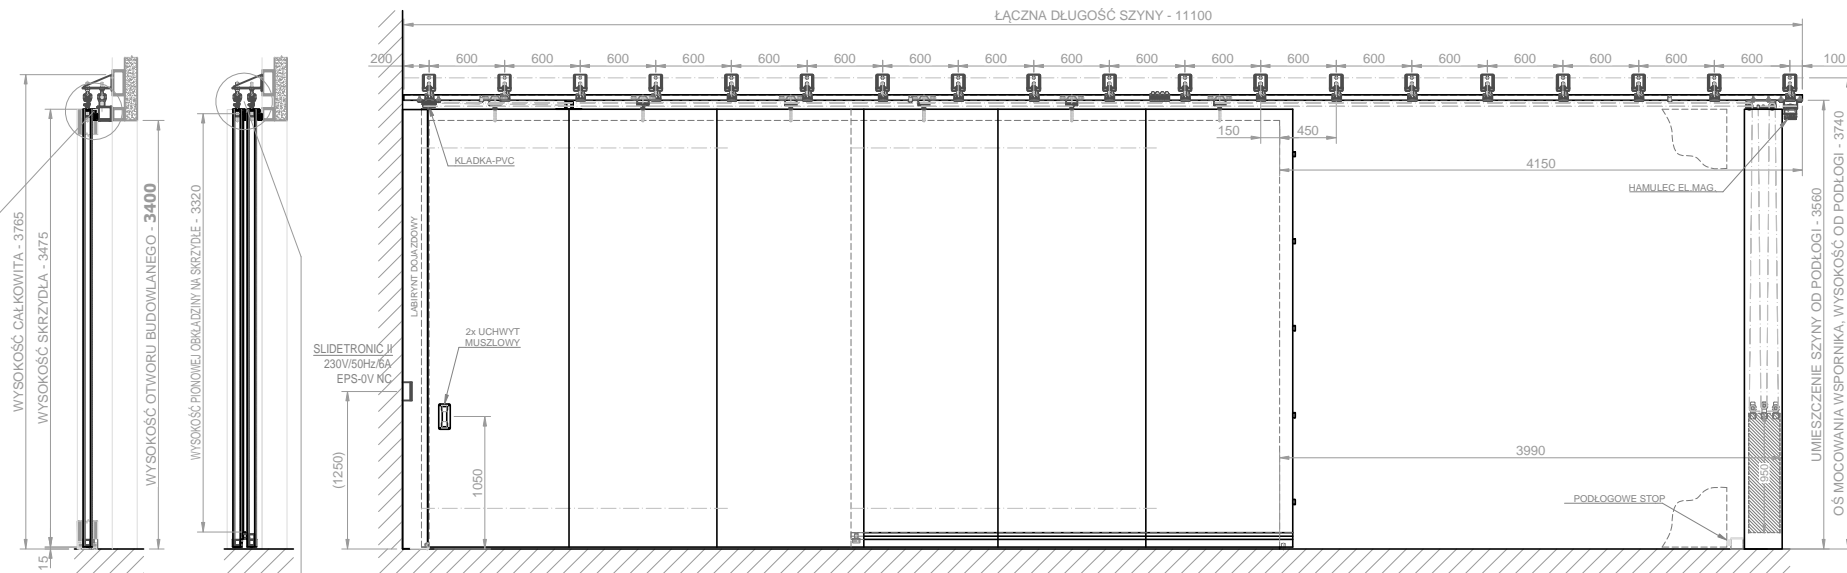 ŁĄCZNA DŁUGOŚĆ SZYNY - 11100
200 600 600 600 600 600 600 600 600 600 600 600 600 600 600 600 600 600 600 100
150 450
4150
KLADKA-PVC
HAMULEC EL.MAG.
LABIRYNT DOJAZDOWY
2x UCHWYT
MUSZLOWY
SLIDETRONIC II
230V/50Hz/6A
EPS-0V NC
(1250)
1050
3990
950
PODŁOGOWE STOP
WYSOKOŚĆ CAŁKOWITA - 3765
WYSOKOŚĆ SKRZYDŁA - 3475
15
WYSOKOŚĆ OTWORU BUDOWLANEGO - 3400
WYSOKOŚĆ PIONOWEJ OBKŁADZINY NA SKRZYDLE - 3320
UMIESZCZENIE SZYNY OD PODŁOGI - 3560
OŚ MOCOWANIA WSPORNIKA, WYSOKOŚĆ OD PODŁOGI - 3740